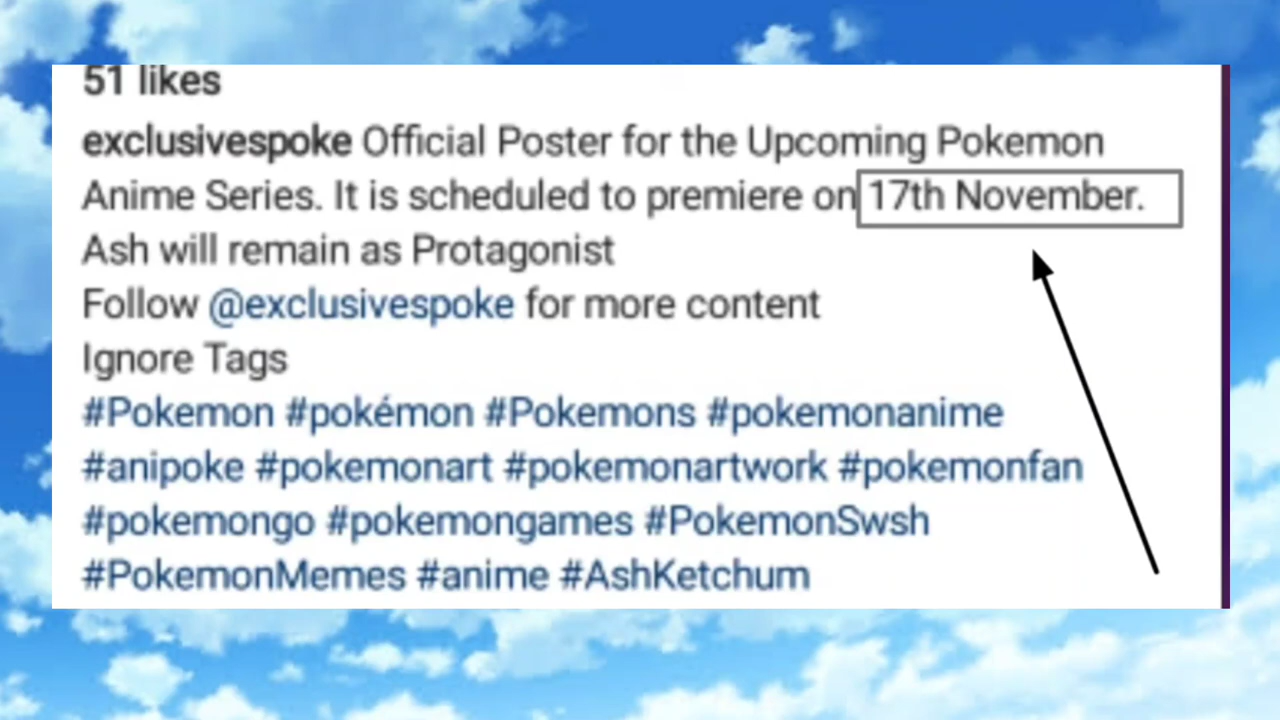 51 likes
exclusivespoke Official Poster for the Upcoming Pokemon
Anime Series. It is scheduled to premiere on 17th November.
Ash will remain as Protagonist
Follow @exclusivespoke for more content
Ignore Tags
#Pokemon #pokémon #Pokemons #pokemonanime
#anipoke #pokemonart #pokemonartwork #pokemonfan
#pokemongo #pokemongames #PokemonSwsh
#PokemonMemes #anime #AshKetchum